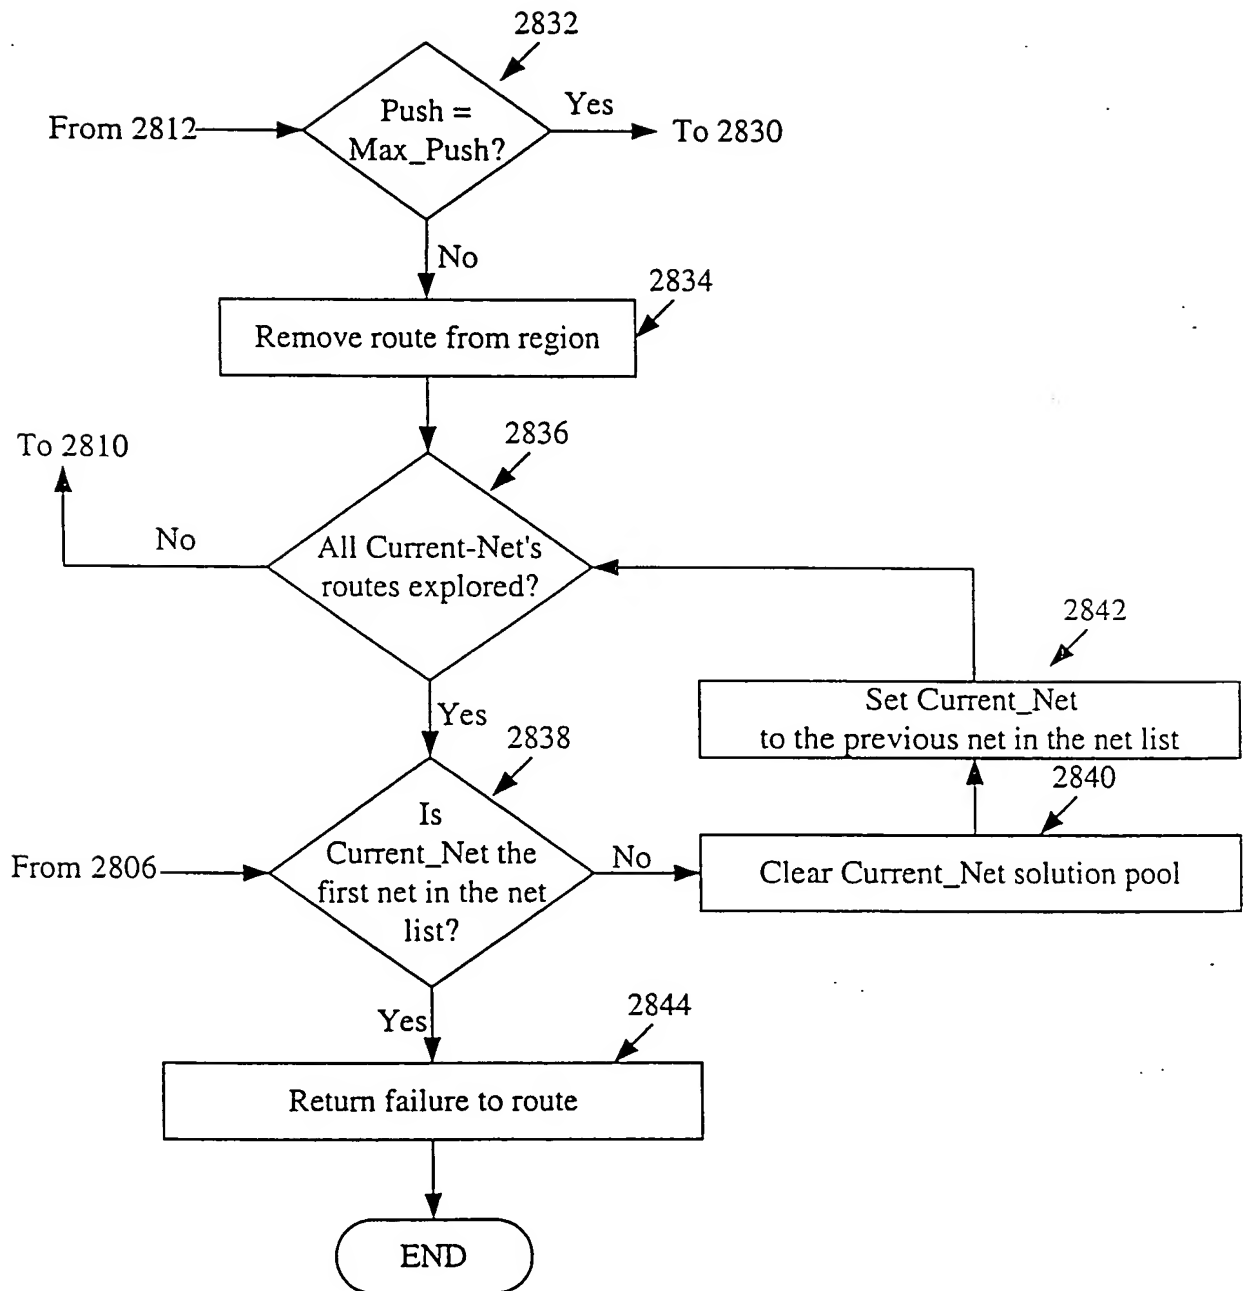 2832
Push =
Max_Push?
From 2812
Yes
To 2830
No
2834
Remove route from region
To 2810
2836
No
All Current-Net's
routes explored?
2842
Set Current_Net
to the previous net in the net list
Yes
2838
2840
Is
Current_Net the
first net in the net
list?
From 2806
No
Clear Current_Net solution pool
Yes
2844
Return failure to route
END